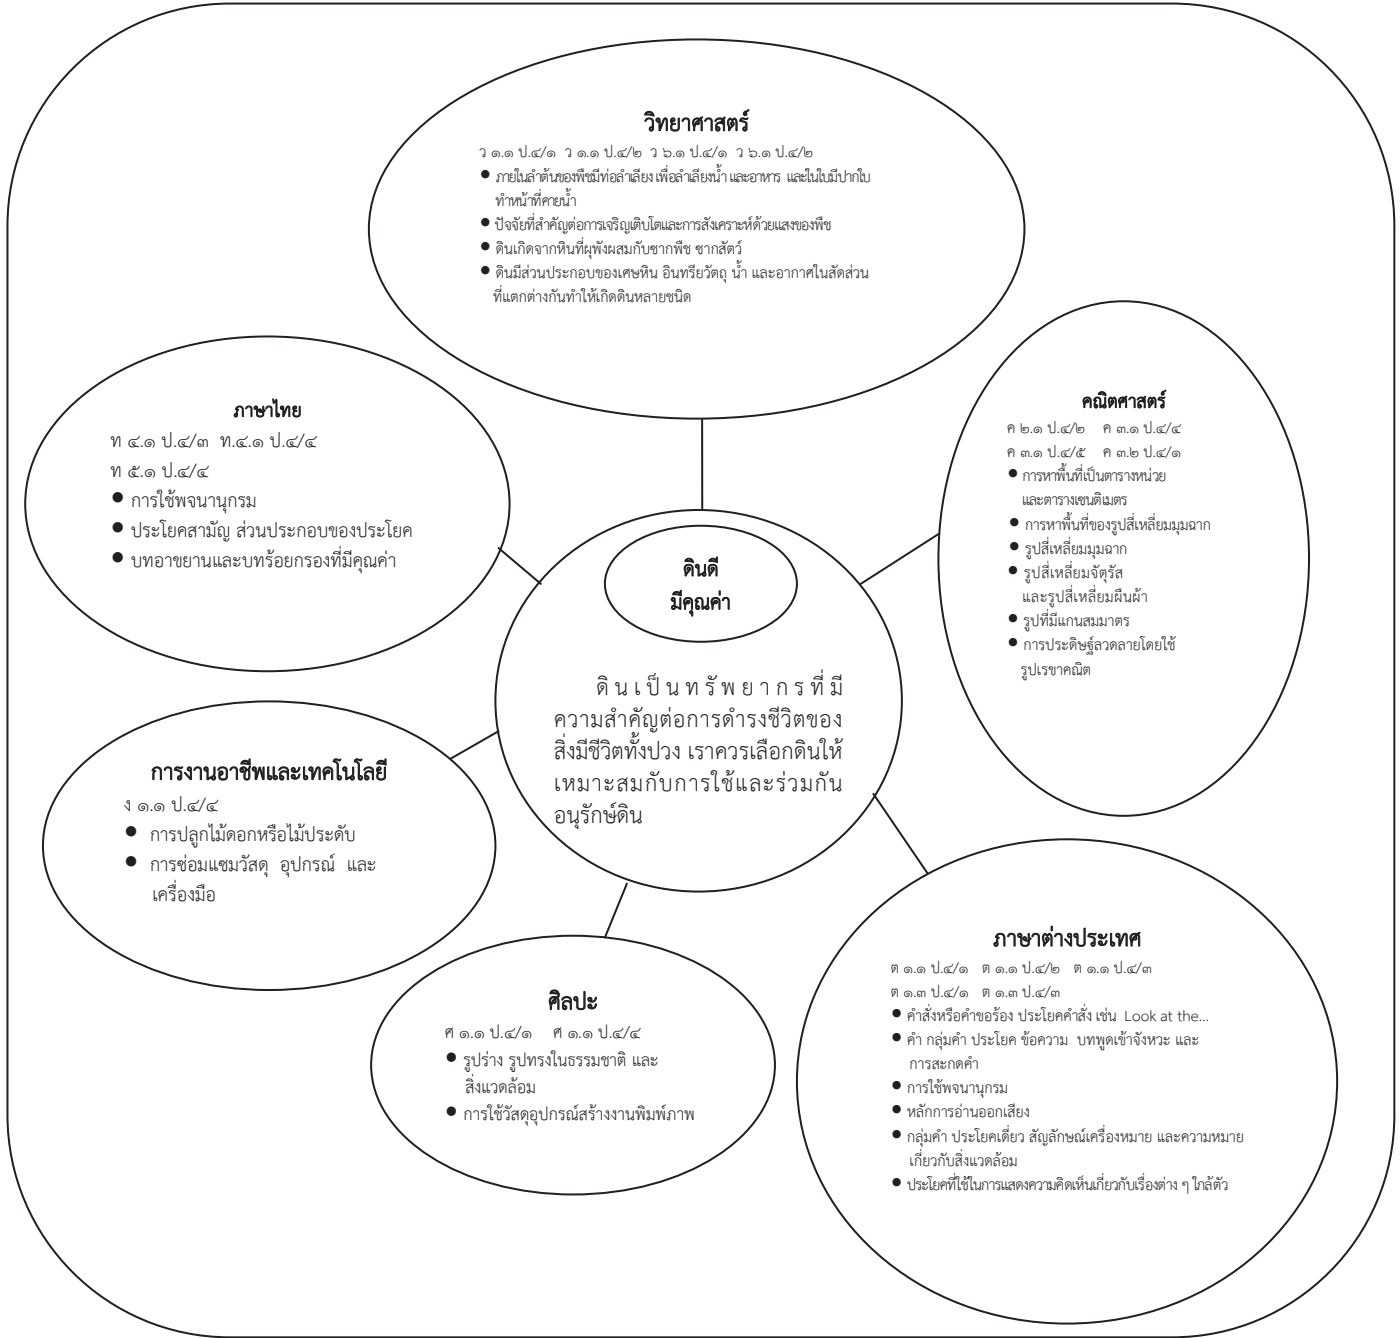 วิทยาศาสตร์
ว ๑.๑ ป.๔/๑ ว ๑.๑ ป.๔/๒ ว ๖.๑ ป.๔/๑ ว ๖.๑ ป.๔/๒
● ภายในลำต้นของพืชมีท่อลำเลียง เพื่อลำเลียงน้ำ และอาหาร และในใบมีปากใบ
ทำหน้าที่คายน้ำ
● ปัจจัยที่สำคัญต่อการเจริญเติบโตและการสังเคราะห์ด้วยแสงของพืช
● ดินเกิดจากหินที่ผุพังผสมกับซากพืช ซากสัตว์
● ดินมีส่วนประกอบของเศษหิน อินทรียวัตถุ น้ำ และอากาศในสัดส่วน
ที่แตกต่างกันทำให้เกิดดินหลายชนิด
ภาษาไทย
ท ๔.๑ ป.๔/๓ ท.๔.๑ ป.๔/๔
ท ๕.๑ ป.๔/๔
● การใช้พจนานุกรม
● ประโยคสามัญ ส่วนประกอบของประโยค
● บทอาขยานและบทร้อยกรองที่มีคุณค่า
คณิตศาสตร์
ค ๒.๑ ป.๔/๒ ค ๓.๑ ป.๔/๔
ค ๓.๑ ป.๔/๕ ค ๓.๒ ป.๔/๑
● การหาพื้นที่เป็นตารางหน่วย
และตารางเซนติเมตร
● การหาพื้นที่ของรูปสี่เหลี่ยมมุมฉาก
● รูปสี่เหลี่ยมมุมฉาก
● รูปสี่เหลี่ยมจัตุรัส
และรูปสี่เหลี่ยมผืนผ้า
● รูปที่มีแกนสมมาตร
● การประดิษฐ์ลวดลายโดยใช้
รูปเรขาคณิต
ดินดี
มีคุณค่า
ดินเป็นทรัพยากรที่มี
ความสำคัญต่อการดำรงชีวิตของ
สิ่งมีชีวิตทั้งปวง เราควรเลือกดินให้
เหมาะสมกับการใช้และร่วมกัน
อนุรักษ์ดิน
การงานอาชีพและเทคโนโลยี
ง ๑.๑ ป.๔/๔
● การปลูกไม้ดอกหรือไม้ประดับ
● การซ่อมแซมวัสดุ อุปกรณ์ และ
เครื่องมือ
ศิลปะ
ศ ๑.๑ ป.๔/๑ ศ ๑.๑ ป.๔/๔
● รูปร่าง รูปทรงในธรรมชาติ และ
สิ่งแวดล้อม
● การใช้วัสดุอุปกรณ์สร้างงานพิมพ์ภาพ
ภาษาต่างประเทศ
ต ๑.๑ ป.๔/๑ ต ๑.๑ ป.๔/๒ ต ๑.๑ ป.๔/๓
ต ๑.๓ ป.๔/๑ ต ๑.๓ ป.๔/๓
● คำสั่งหรือคำขอร้อง ประโยคคำสั่ง เช่น Look at the...
● คำ กลุ่มคำ ประโยค ข้อความ บทพูดเข้าจังหวะ และ
การสะกดคำ
● การใช้พจนานุกรม
● หลักการอ่านออกเสียง
● กลุ่มคำ ประโยคเดี่ยว สัญลักษณ์เครื่องหมาย และความหมาย
เกี่ยวกับสิ่งแวดล้อม
● ประโยคที่ใช้ในการแสดงความคิดเห็นเกี่ยวกับเรื่องต่าง ๆ ใกล้ตัว